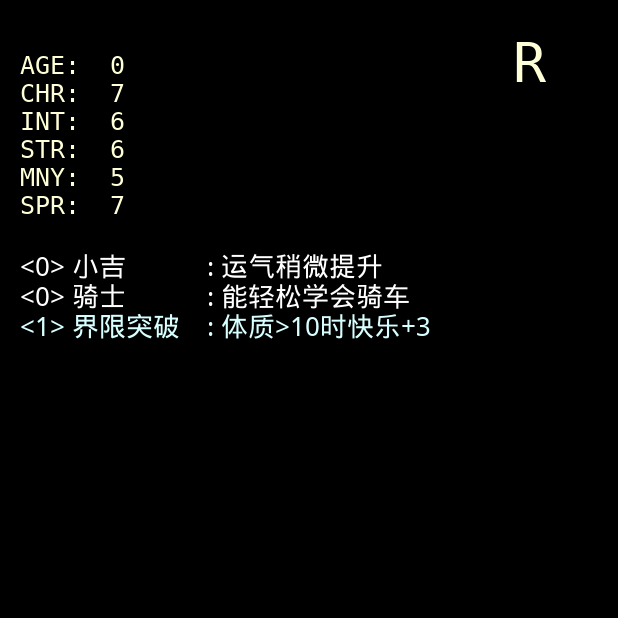 R
AGE: 0
CHR: 7
INT: 6
STR: 6
MNY: 5
SPR: 7
<0> 小吉 : 运气稍微提升
<0> 骑士 : 能轻松学会骑车
<1> 界限突破 : 体质>10时快乐+3